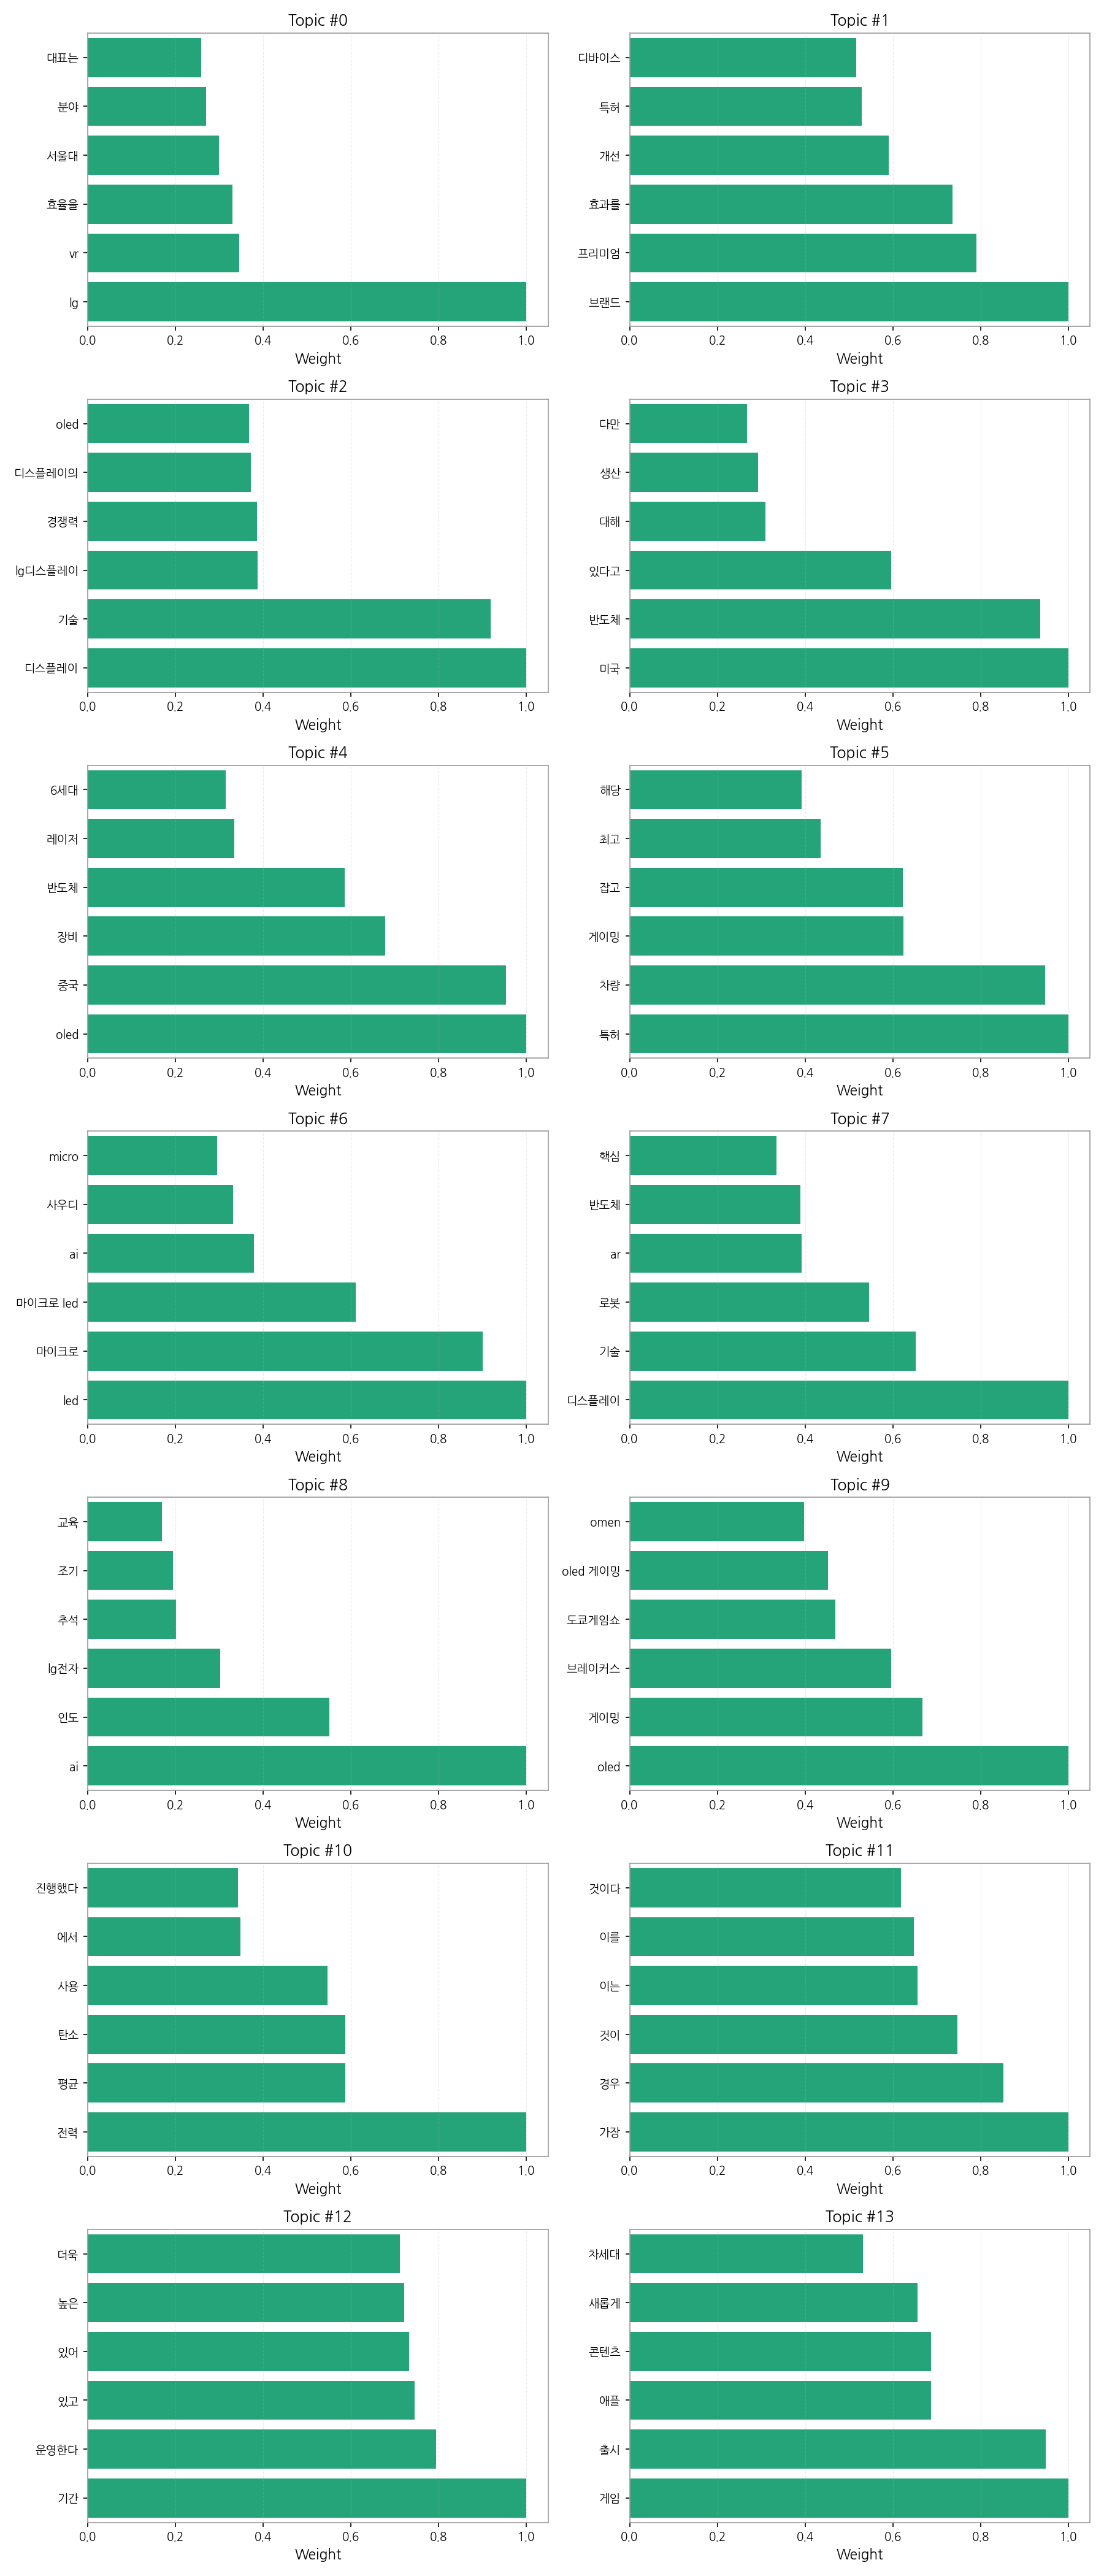 Topic #0
대표는
분야
서울대
효율을
vr
lg
0.0 0.2 0.4 0.6 0.8 1.0
Weight
Topic #1
디바이스
특허
개선
효과를
프리미엄
브랜드
0.0 0.2 0.4 0.6 0.8 1.0
Weight
Topic #2
oled
디스플레이의
경쟁력
lg디스플레이
기술
디스플레이
0.0 0.2 0.4 0.6 0.8 1.0
Weight
Topic #3
다만
생산
대해
있다고
반도체
미국
0.0 0.2 0.4 0.6 0.8 1.0
Weight
Topic #4
6세대
레이저
반도체
장비
중국
oled
0.0 0.2 0.4 0.6 0.8 1.0
Weight
Topic #5
해당
최고
잡고
게이밍
차량
특허
0.0 0.2 0.4 0.6 0.8 1.0
Weight
Topic #6
micro
사우디
ai
마이크로 led
마이크로
led
0.0 0.2 0.4 0.6 0.8 1.0
Weight
Topic #7
핵심
반도체
ar
로봇
기술
디스플레이
0.0 0.2 0.4 0.6 0.8 1.0
Weight
Topic #8
교육
조기
추석
lg전자
인도
ai
0.0 0.2 0.4 0.6 0.8 1.0
Weight
Topic #9
omen
oled 게이밍
도쿄게임쇼
브레이커스
게이밍
oled
0.0 0.2 0.4 0.6 0.8 1.0
Weight
Topic #10
진행했다
에서
사용
탄소
평균
전력
0.0 0.2 0.4 0.6 0.8 1.0
Weight
Topic #11
것이다
이를
이는
것이
경우
가장
0.0 0.2 0.4 0.6 0.8 1.0
Weight
Topic #12
더욱
높은
있어
있고
운영한다
기간
0.0 0.2 0.4 0.6 0.8 1.0
Weight
Topic #13
차세대
새롭게
콘텐츠
애플
출시
게임
0.0 0.2 0.4 0.6 0.8 1.0
Weight